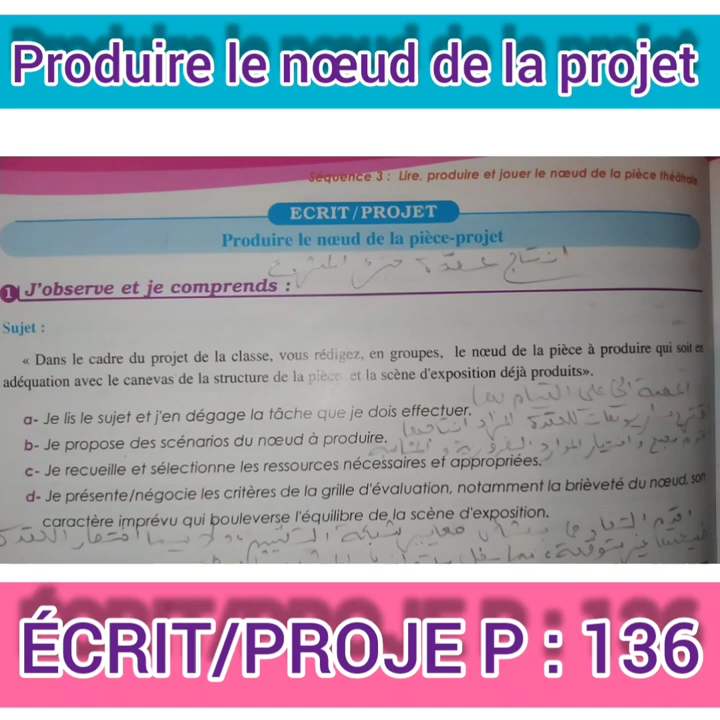 Produire le nœud de la projet
Séquence 3 : Lire, produire et jouer le nœud de la pièce théâtrale
ECRIT/PROJET
Produire le nœud de la pièce-projet
انتاج عقدة جزء المشروع
1 J'observe et je comprends :
Sujet :
« Dans le cadre du projet de la classe, vous rédigez, en groupes, le nœud de la pièce à produire qui soit en
adéquation avec le canevas de la structure de la pièce et la scène d'exposition déjà produits».
a- Je lis le sujet et j'en dégage la tâche que je dois effectuer.
b- Je propose des scénarios du nœud à produire.
c- Je recueille et sélectionne les ressources nécessaires et appropriées.
d- Je présente/négocie les critères de la grille d'évaluation, notamment la brièveté du nœud, son
caractère imprévu qui bouleverse l'équilibre de la scène d'exposition.
ÉCRIT/PROJE P : 136